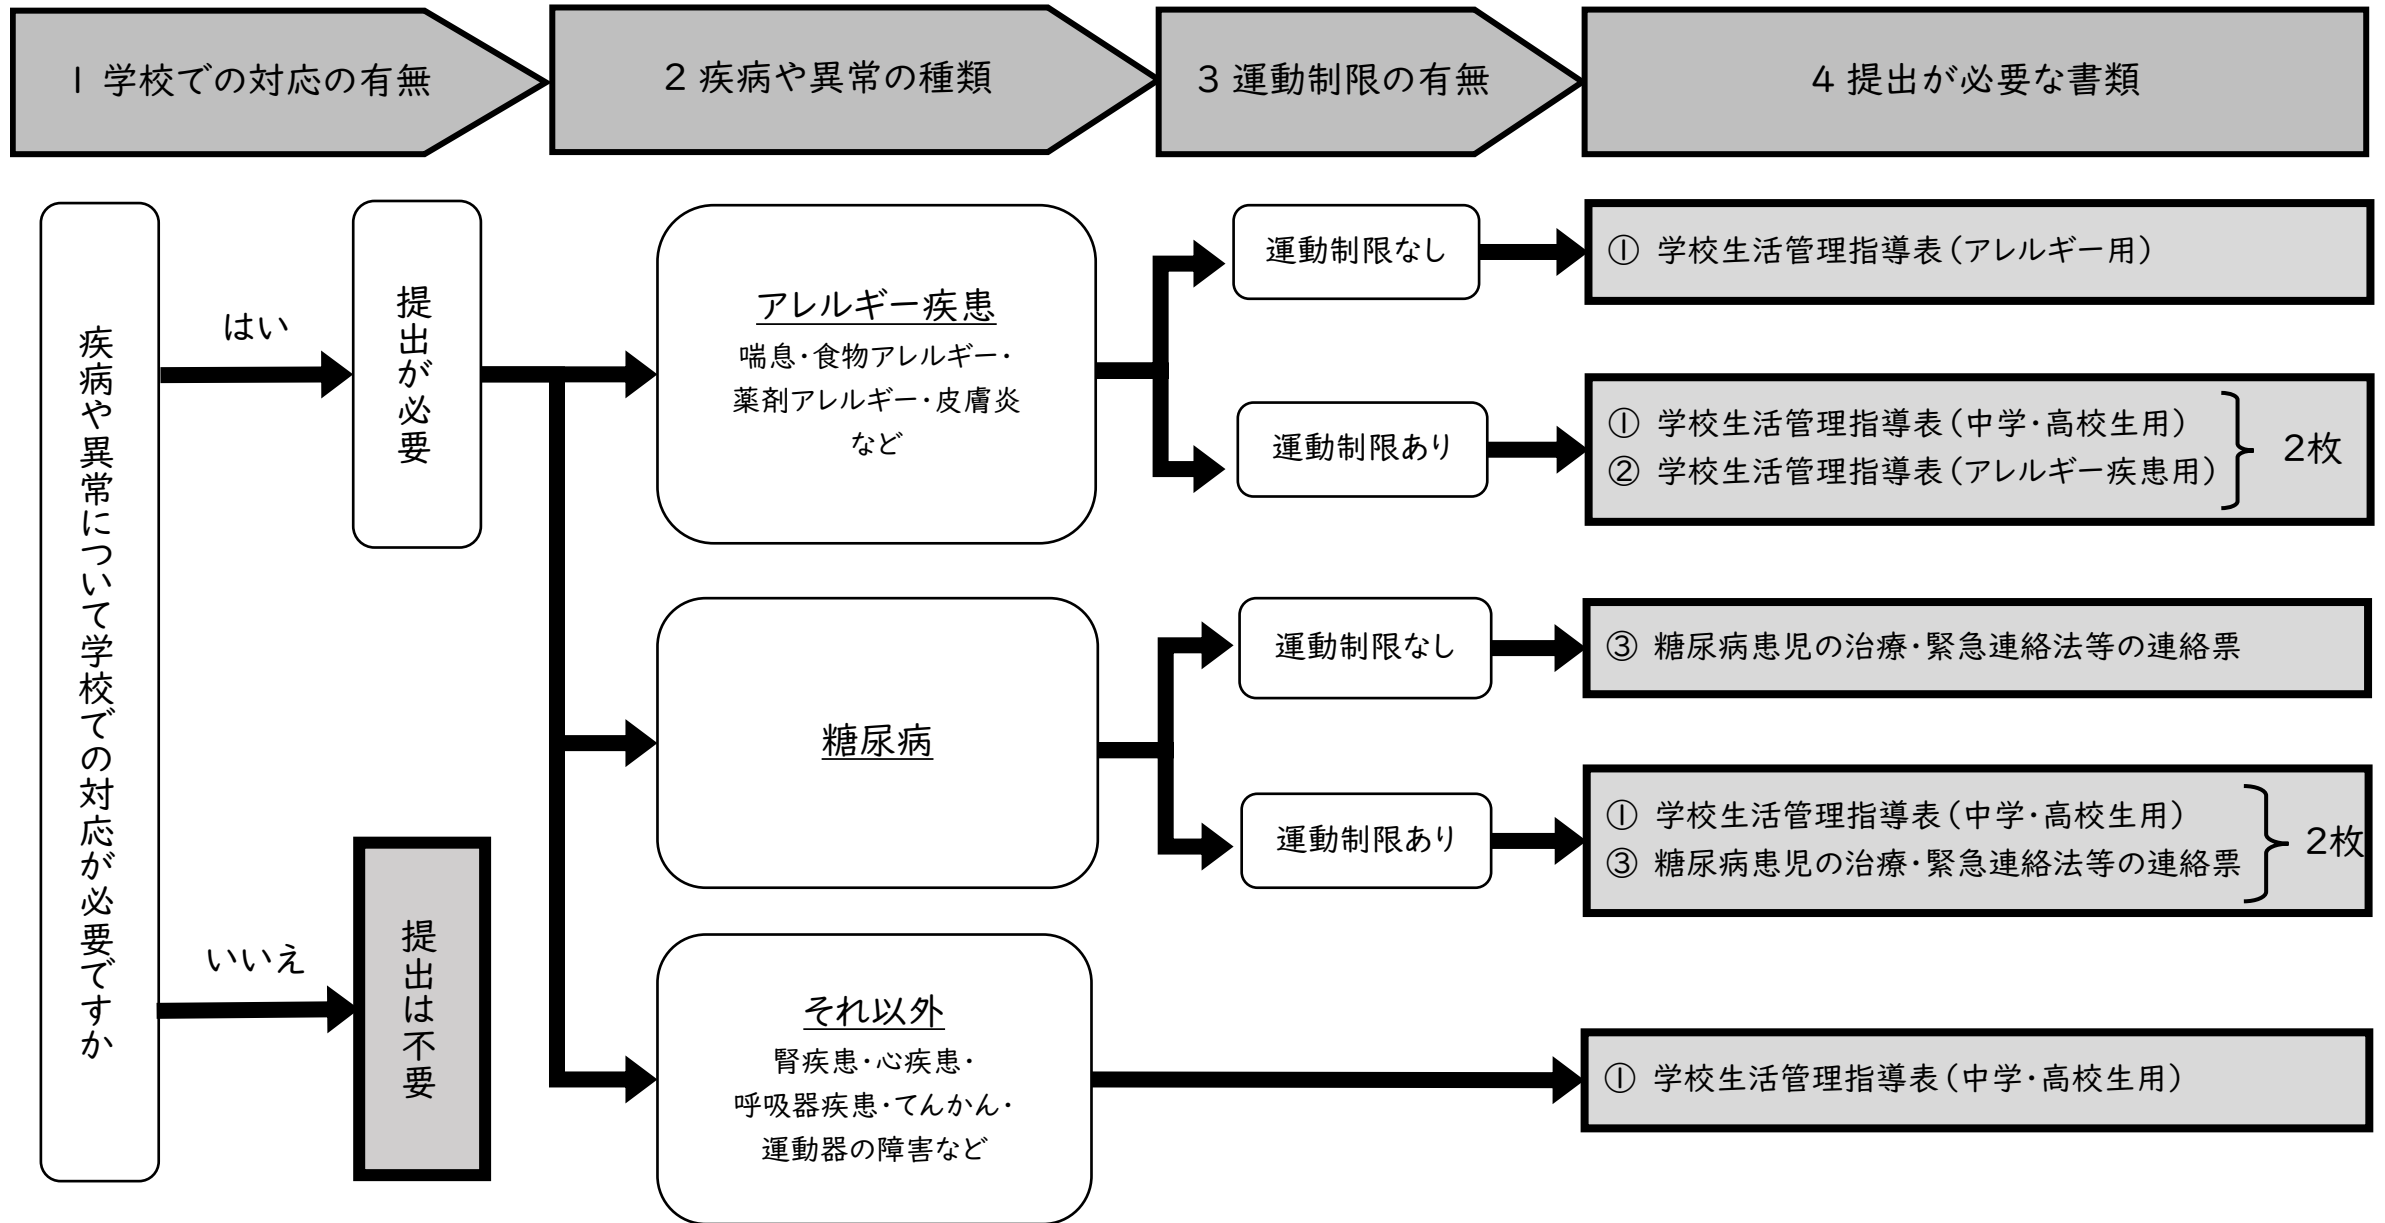 1 学校での対応の有無
2 疾病や異常の種類
3 運動制限の有無
4 提出が必要な書類
疾病や異常について学校での対応が必要ですか
はい
提出が必要
いいえ
提出は不要
アレルギー疾患
喘息・食物アレルギー・
薬剤アレルギー・皮膚炎
など
運動制限なし
① 学校生活管理指導表（アレルギー用）
運動制限あり
① 学校生活管理指導表（中学・高校生用）
② 学校生活管理指導表（アレルギー疾患用）
2枚
糖尿病
運動制限なし
③ 糖尿病患児の治療・緊急連絡法等の連絡票
運動制限あり
① 学校生活管理指導表（中学・高校生用）
③ 糖尿病患児の治療・緊急連絡法等の連絡票
2枚
それ以外
腎疾患・心疾患・
呼吸器疾患・てんかん・
運動器の障害など
① 学校生活管理指導表（中学・高校生用）